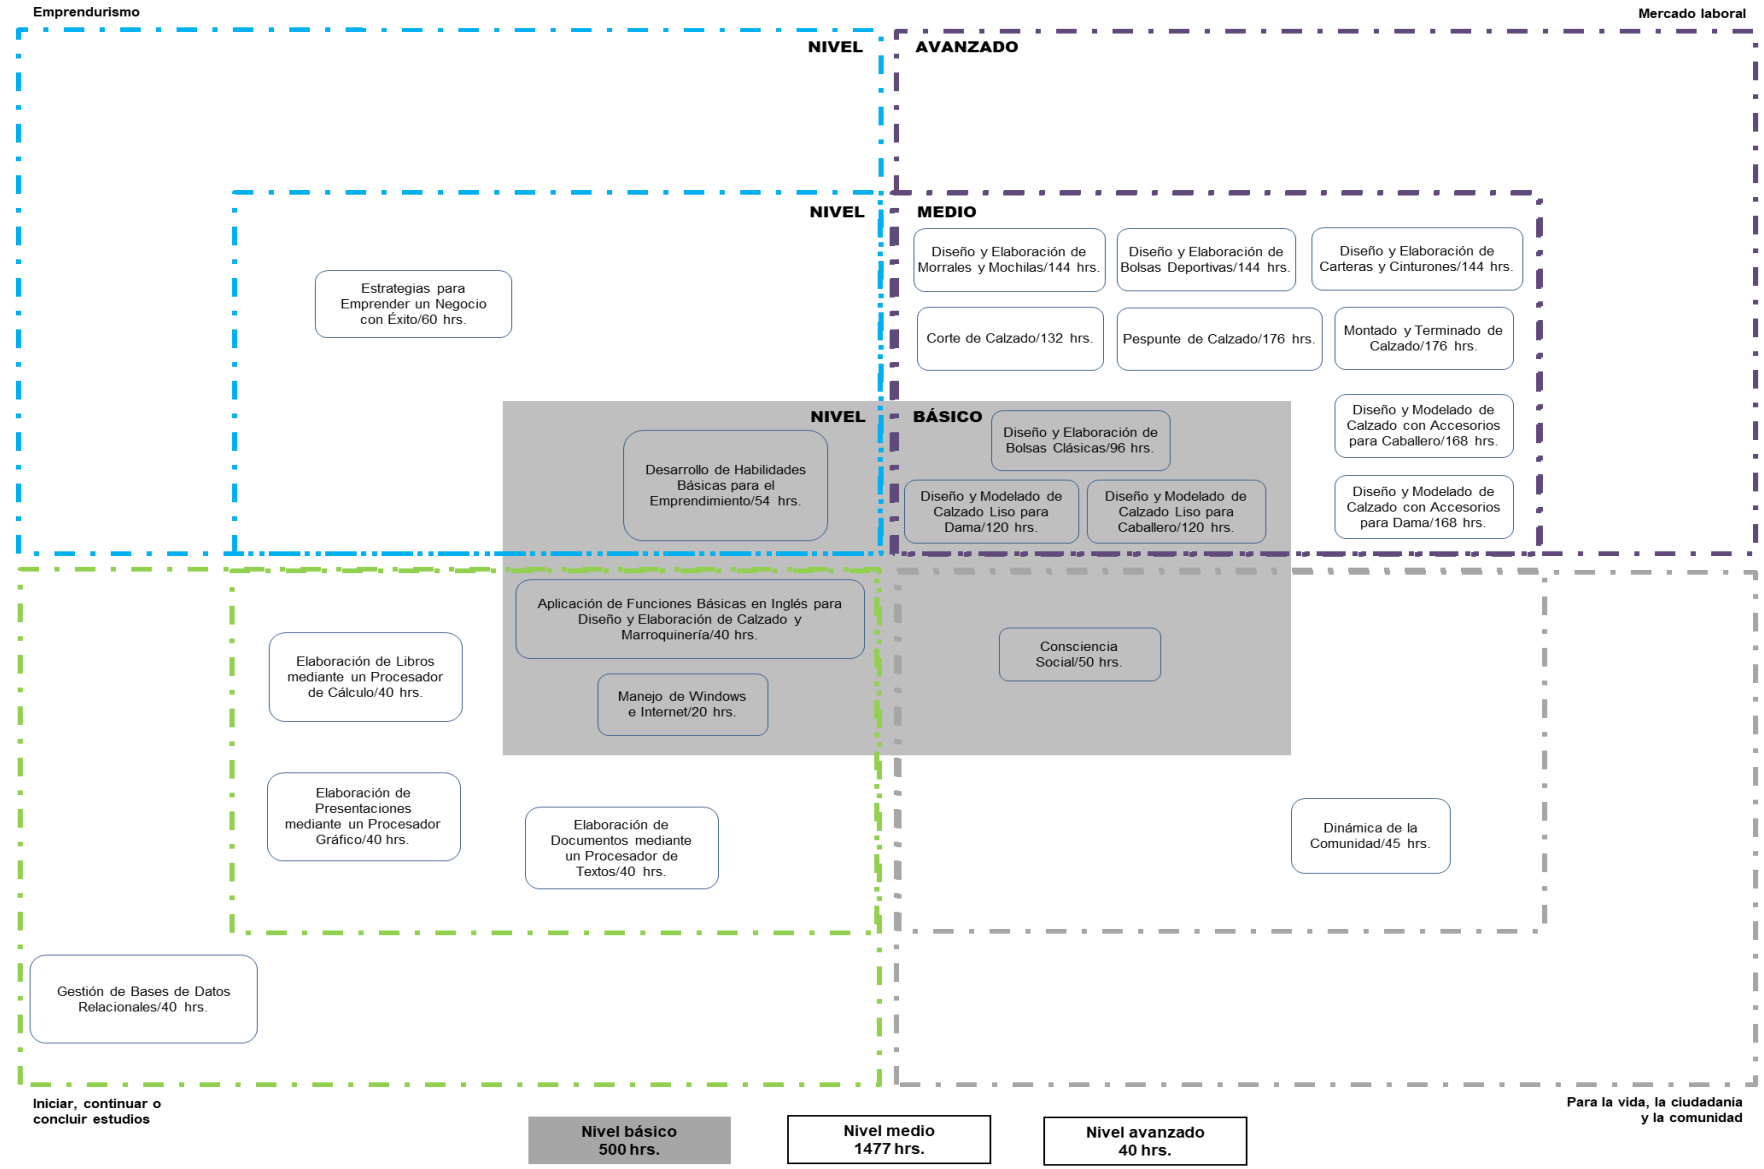 Emprendurismo
Mercado laboral
NIVEL
AVANZADO
NIVEL
MEDIO
Diseño y Elaboración de
Morrales y Mochilas/144 hrs.
Diseño y Elaboración de
Bolsas Deportivas/144 hrs.
Diseño y Elaboración de
Carteras y Cinturones/144 hrs.
Estrategias para
Emprender un Negocio
con Éxito/60 hrs.
Corte de Calzado/132 hrs.
Pespunte de Calzado/176 hrs.
Montado y Terminado de
Calzado/176 hrs.
NIVEL
BÁSICO
Diseño y Elaboración de
Bolsas Clásicas/96 hrs.
Diseño y Modelado de
Calzado con Accesorios
para Caballero/168 hrs.
Desarrollo de Habilidades
Básicas para el
Emprendimiento/54 hrs.
Diseño y Modelado de
Calzado Liso para
Dama/120 hrs.
Diseño y Modelado de
Calzado Liso para
Caballero/120 hrs.
Diseño y Modelado de
Calzado con Accesorios
para Dama/168 hrs.
Aplicación de Funciones Básicas en Inglés para
Diseño y Elaboración de Calzado y
Marroquinería/40 hrs.
Elaboración de Libros
mediante un Procesador
de Cálculo/40 hrs.
Consciencia
Social/50 hrs.
Manejo de Windows
e Internet/20 hrs.
Elaboración de
Presentaciones
mediante un Procesador
Gráfico/40 hrs.
Elaboración de
Documentos mediante
un Procesador de
Textos/40 hrs.
Dinámica de la
Comunidad/45 hrs.
Gestión de Bases de Datos
Relacionales/40 hrs.
Iniciar, continuar o
concluir estudios
Para la vida, la ciudadanía
y la comunidad
Nivel básico
500 hrs.
Nivel medio
1477 hrs.
Nivel avanzado
40 hrs.